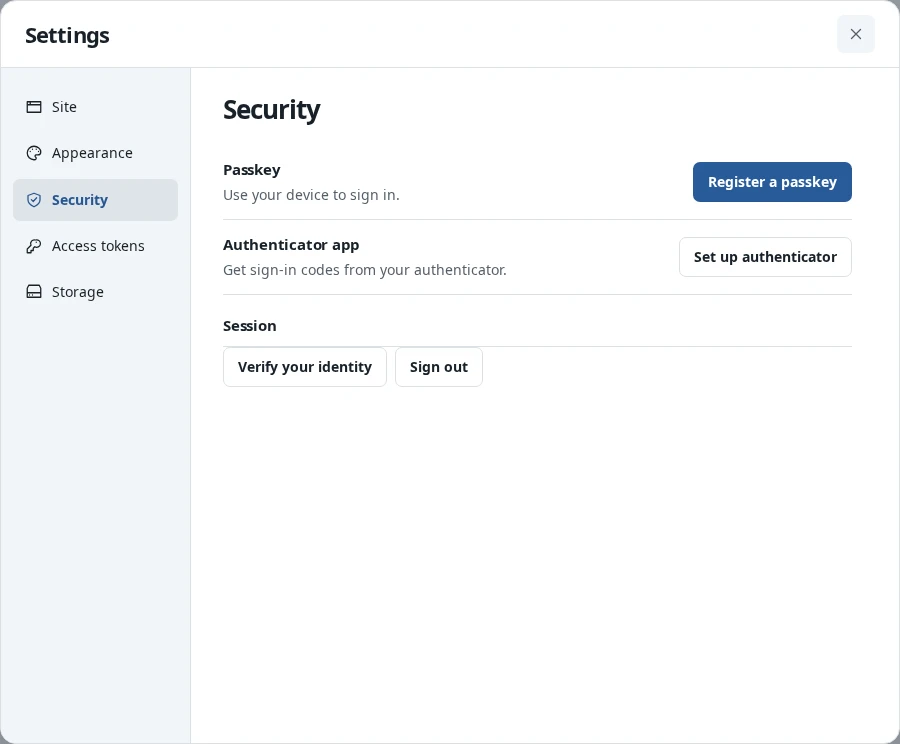 Settings
Site
Appearance
Security
Access tokens
Storage
Security
Passkey
Use your device to sign in.
Register a passkey
Authenticator app
Get sign-in codes from your authenticator.
Set up authenticator
Session
Verify your identity
Sign out